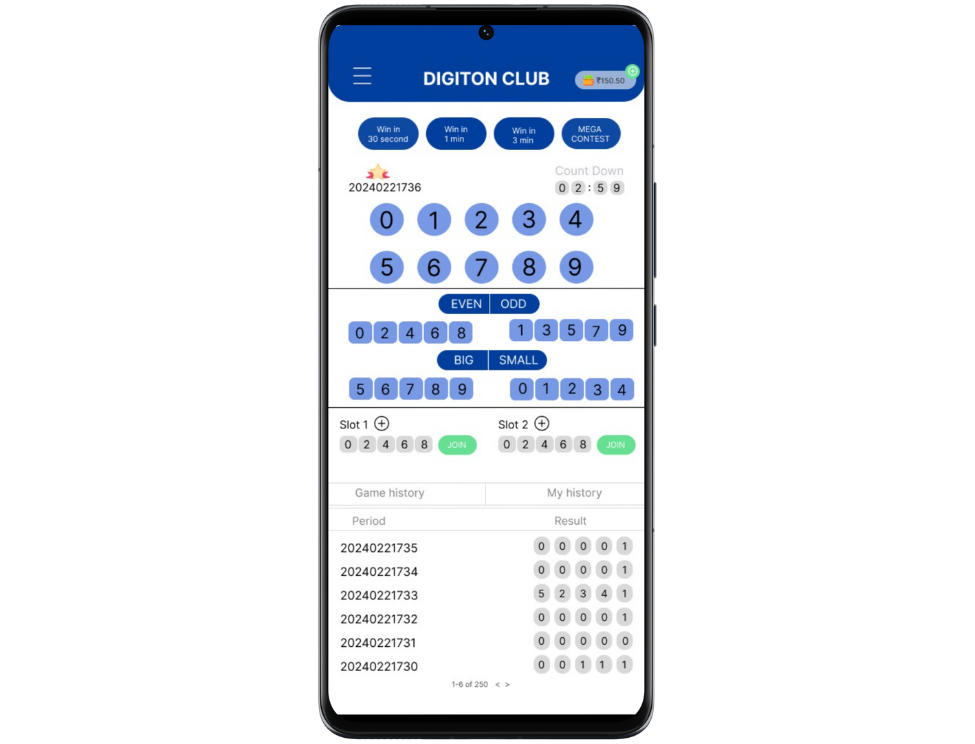 DIGITON CLUB
₹150.50
Win in 30 second
Win in 1 min
Win in 3 min
MEGA CONTEST
Count Down
20240221736
0 2 : 5 9
0 1 2 3 4
5 6 7 8 9
EVEN ODD
0 2 4 6 8 1 3 5 7 9
BIG SMALL
5 6 7 8 9 0 1 2 3 4
Slot 1 Slot 2
0 2 4 6 8 JOIN 0 2 4 6 8 JOIN
Game history My history
Period Result
20240221735 0 0 0 0 1
20240221734 0 0 0 0 1
20240221733 5 2 3 4 1
20240221732 0 0 0 0 1
20240221731 0 0 0 0 0
20240221730 0 0 1 1 1
1-6 of 250 < >